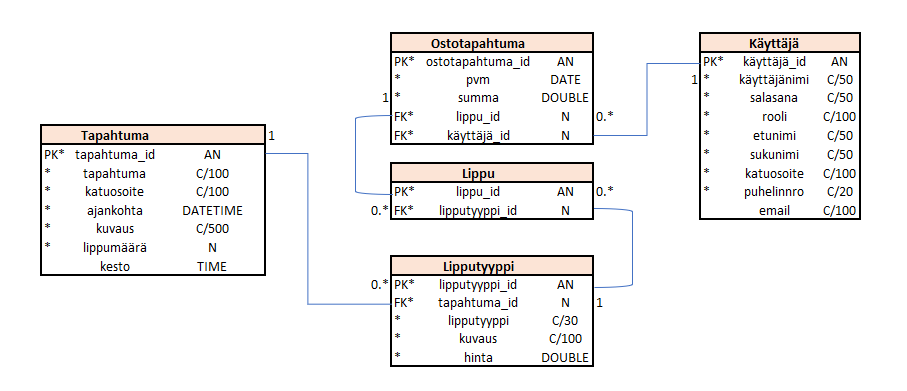 Ostotapahtuma
PK* ostotapahtuma_id AN
* pvm DATE
1 * summa DOUBLE
FK* lippu_id N 0.*
FK* käyttäjä_id N
Käyttäjä
PK* käyttäjä_id AN
1 * käyttäjänimi C/50
* salasana C/50
* rooli C/100
* etunimi C/50
* sukunimi C/50
* katuosoite C/100
* puhelinnro C/20
email C/100
Tapahtuma 1
PK* tapahtuma_id AN
* tapahtuma C/100
* katuosoite C/100
* ajankohta DATETIME
* kuvaus C/500
* lippumäärä N
kesto TIME
Lippu
PK* lippu_id AN 0.*
0.* FK* lipputyyppi_id N
Lipputyyppi
0.* PK* lipputyyppi_id AN
FK* tapahtuma_id N 1
* lipputyyppi C/30
* kuvaus C/100
* hinta DOUBLE